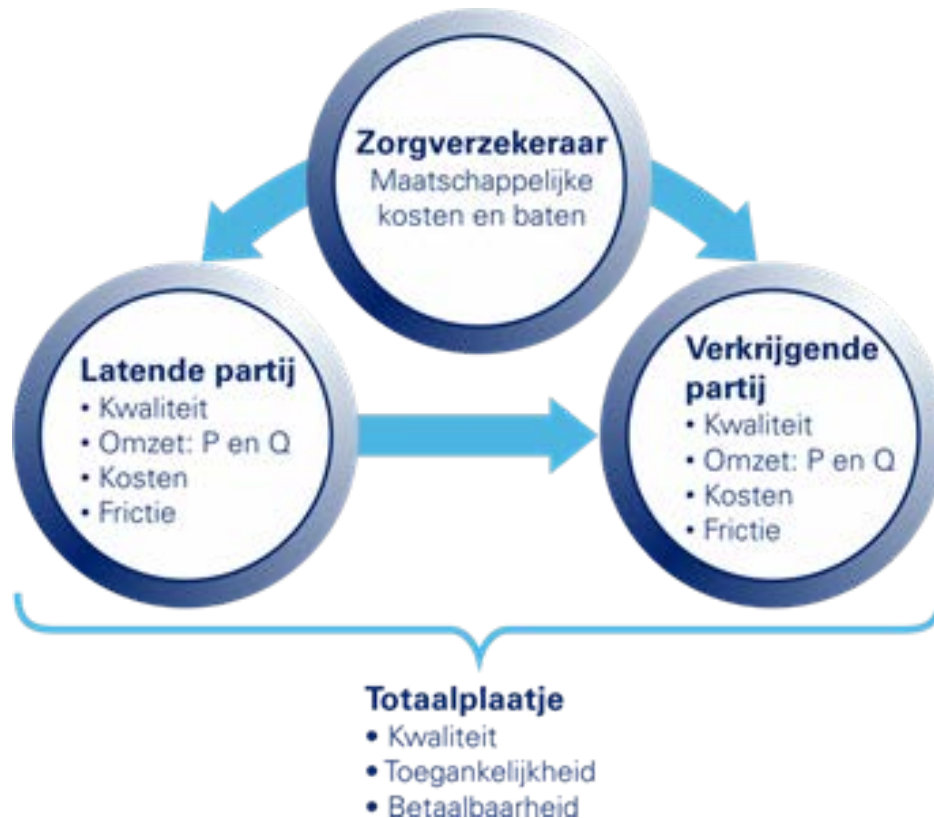 Zorgverzekeraar
Maatschappelijke
kosten en baten
Latende partij
• Kwaliteit
• Omzet: P en Q
• Kosten
• Frictie
Verkrijgende
partij
• Kwaliteit
• Omzet: P en Q
• Kosten
• Frictie
Totaalplaatje
• Kwaliteit
• Toegankelijkheid
• Betaalbaarheid